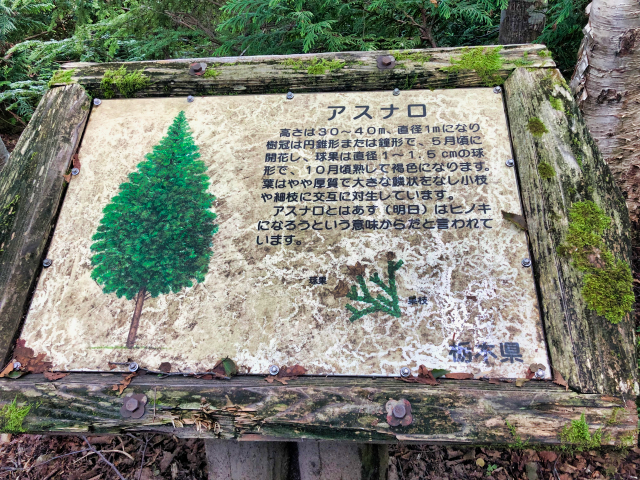 アスナロ
高さは30〜40m、直径1mになり
樹冠は円錐形または鐘形で、5月頃に
開花し、球果は直径1〜1.5cmの球
形で、10月頃熟して褐色になります。
葉はやや厚質で大きな鱗状をなし小枝
や細枝に交互に対生しています。
アスナロとはあす(明日)はヒノキ
になろうという意味からだと言われて
います。
球果
果枝
栃木県